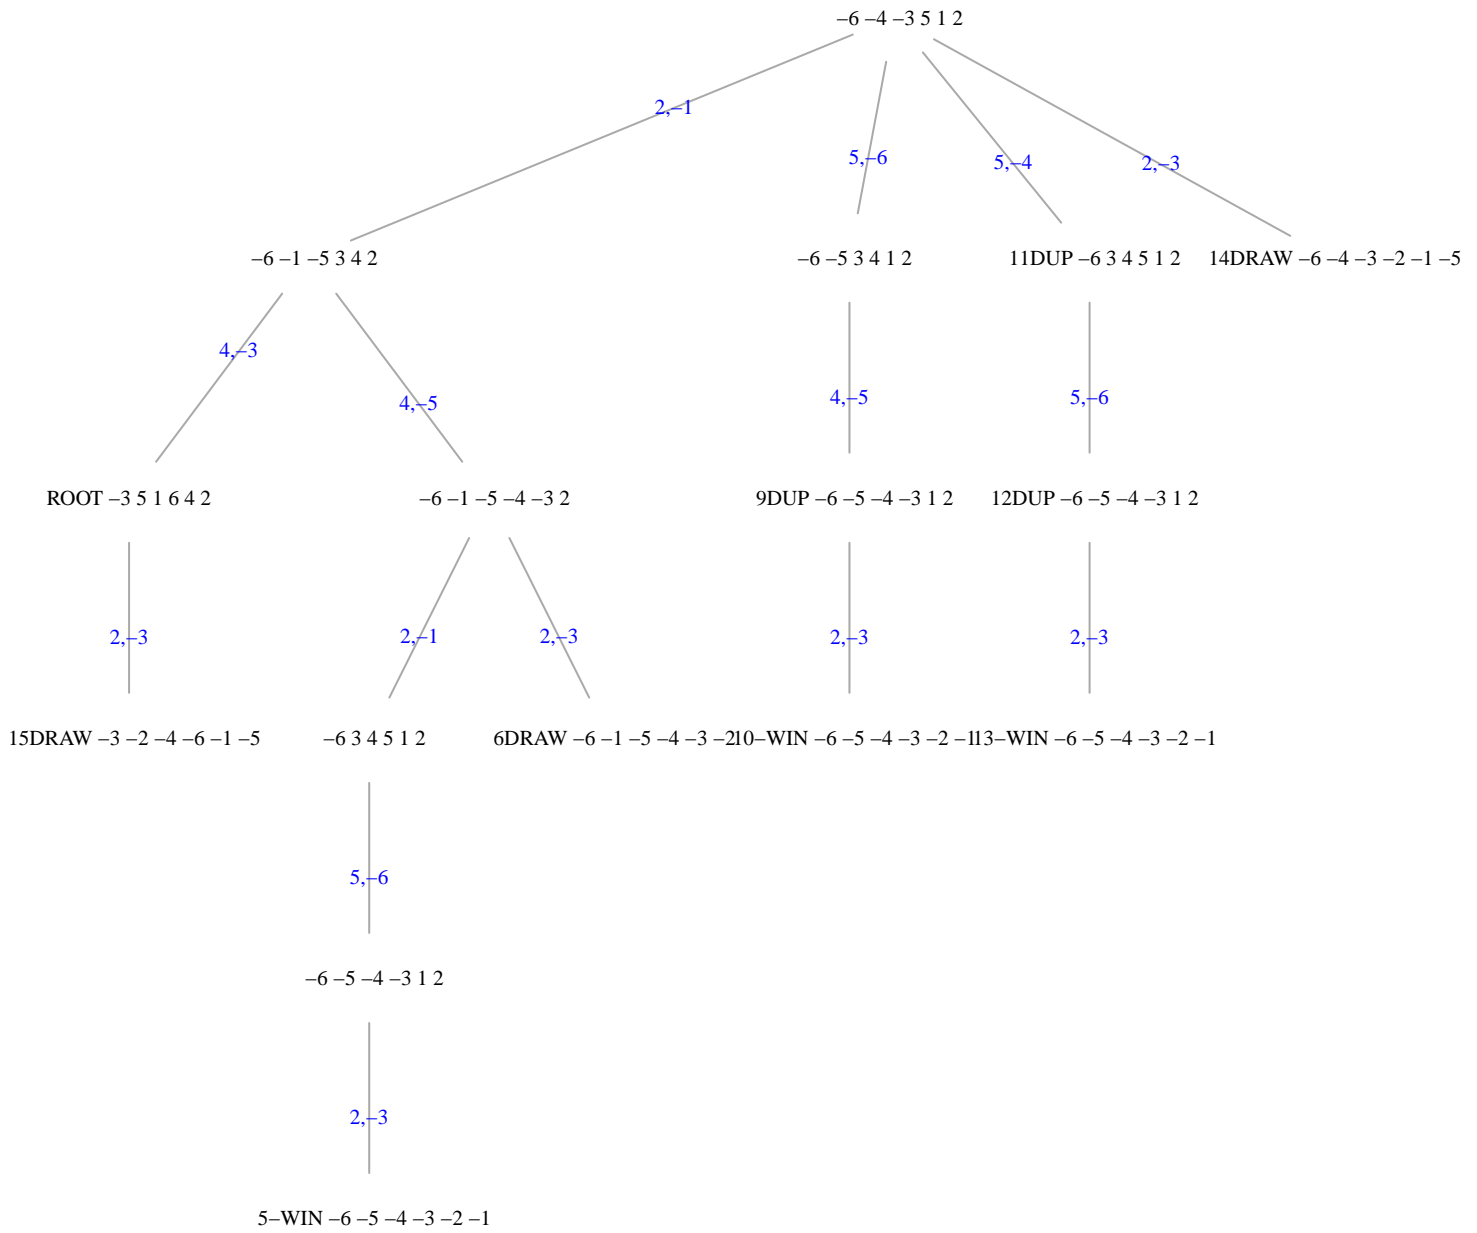 –6 –4 –3 5 1 2
2,–1
5,–6
5,–4
2,–3
–6 –1 –5 3 4 2
–6 –5 3 4 1 2
11DUP –6 3 4 5 1 2
14DRAW –6 –4 –3 –2 –1 –5
4,–3
4,–5
4,–5
5,–6
ROOT –3 5 1 6 4 2
–6 –1 –5 –4 –3 2
9DUP –6 –5 –4 –3 1 2
12DUP –6 –5 –4 –3 1 2
2,–3
2,–1
2,–3
2,–3
2,–3
15DRAW –3 –2 –4 –6 –1 –5
–6 3 4 5 1 2
6DRAW –6 –1 –5 –4 –3 –2
10–WIN –6 –5 –4 –3 –2 –1
13–WIN –6 –5 –4 –3 –2 –1
5,–6
–6 –5 –4 –3 1 2
2,–3
5–WIN –6 –5 –4 –3 –2 –1